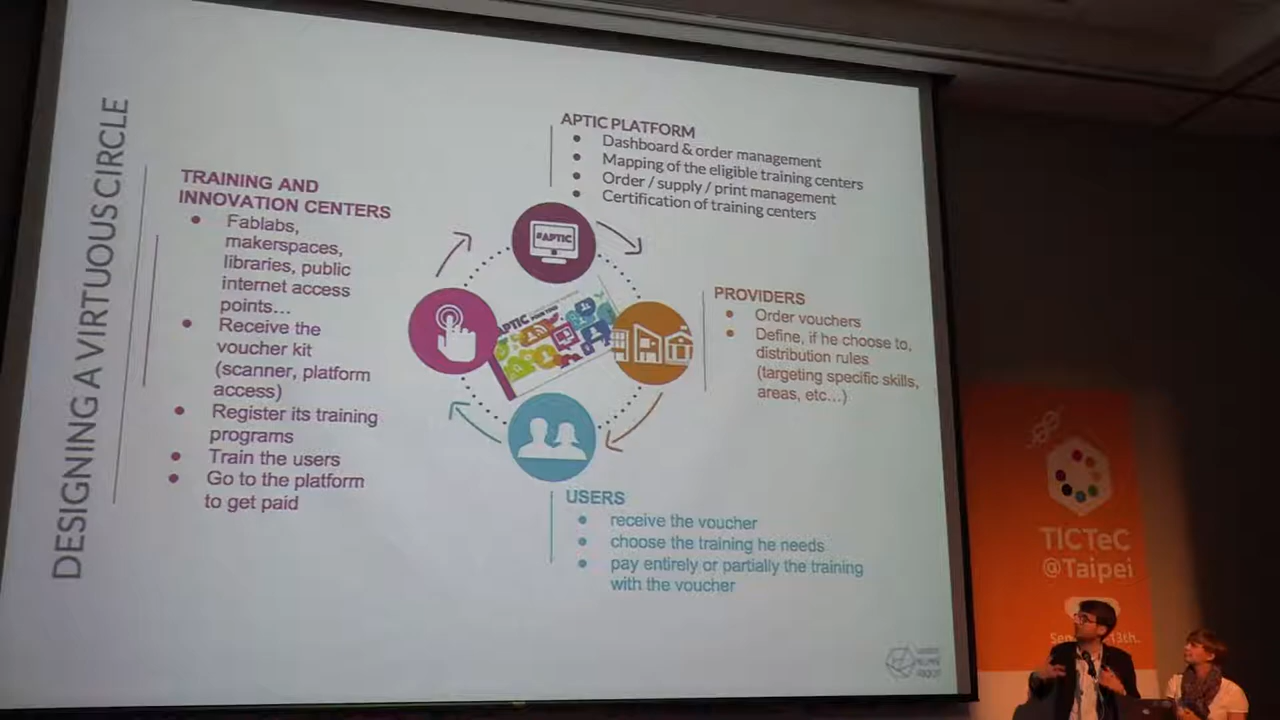 DESIGNING A VIRTUOUS CIRCLE
TRAINING AND
INNOVATION CENTERS
Fablabs,
makerspaces,
libraries, public
internet access
points...
Receive the
voucher kit
(scanner, platform
access)
Register its training
programs
Train the users
Go to the platform
to get paid
APTIC PLATFORM
Dashboard & order management
Mapping of the eligible training centers
Order / supply / print management
Certification of training centers
#APTIC
APTIC
PROVIDERS
Order vouchers
Define, if he choose to,
distribution rules
(targeting specific skills,
areas, etc...)
USERS
receive the voucher
choose the training he needs
pay entirely or partially the training
with the voucher
TICTeC
@Taipei
13th.